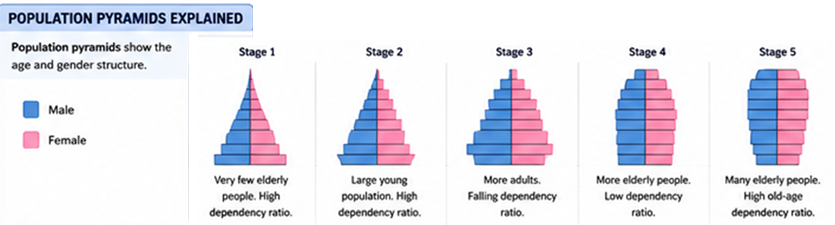 POPULATION PYRAMIDS EXPLAINED
Population pyramids show the
age and gender structure.
Male
Female
Stage 1
Very few elderly
people. High
dependency ratio.
Stage 2
Large young
population. High
dependency ratio.
Stage 3
More adults.
Falling dependency
ratio.
Stage 4
More elderly people.
Low dependency
ratio.
Stage 5
Many elderly people.
High old-age
dependency ratio.